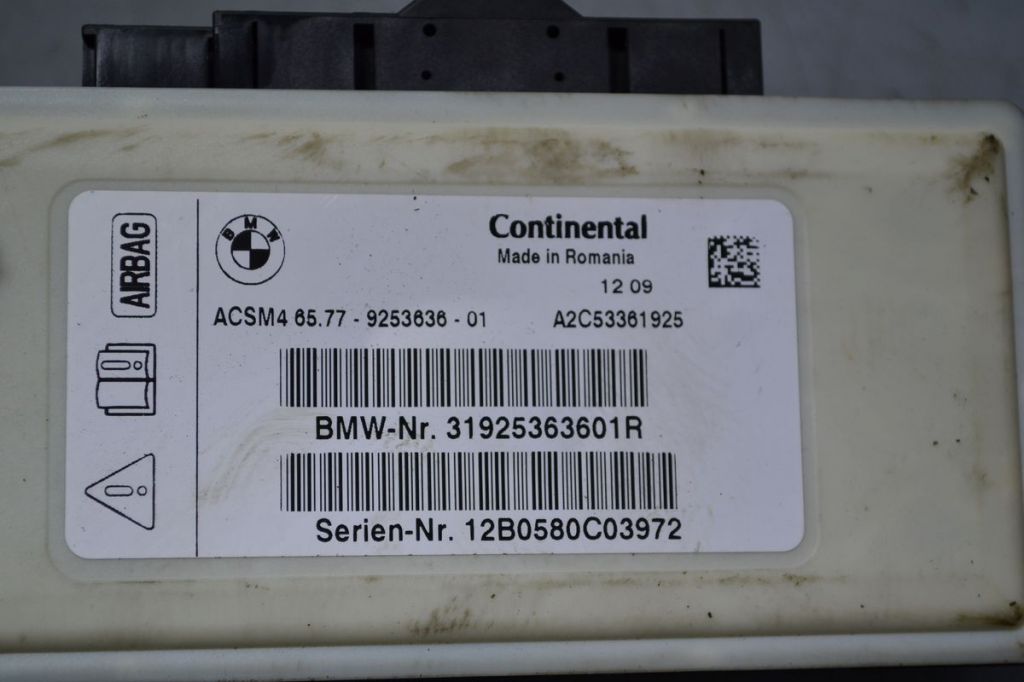 AIRBAG
BMW
Continental
Made in Romania
12 09
ACSM4 65.77 - 9253636 - 01 A2C53361925
BMW-Nr. 31925363601R
Serien-Nr. 12B0580C03972